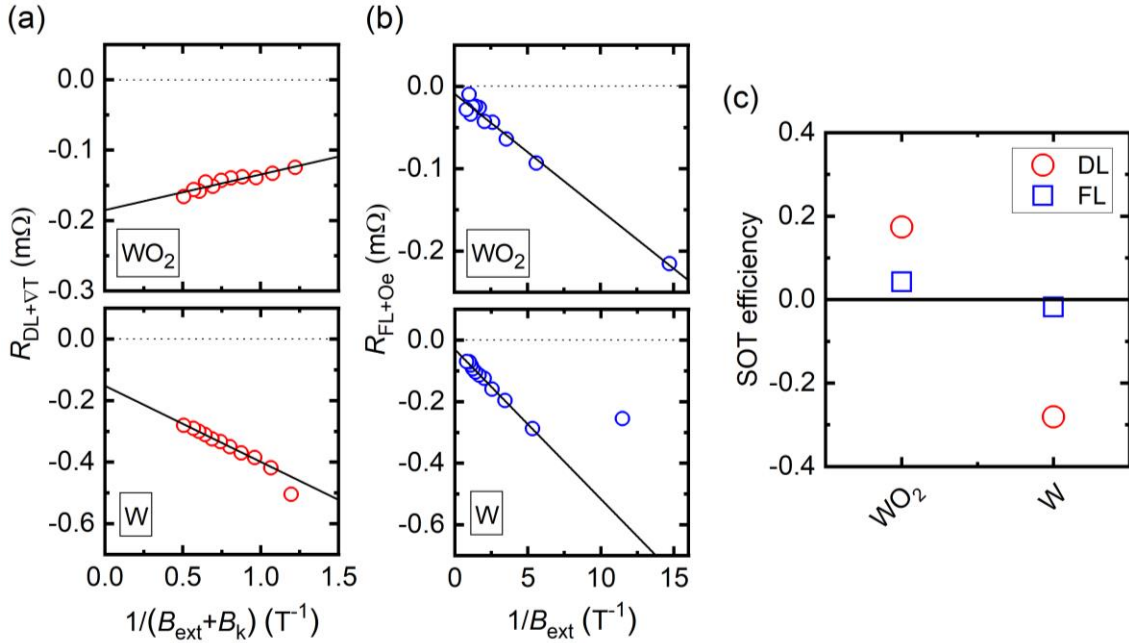 (a)
R_DL+∇T (mΩ)
0.0
-0.1
-0.2
-0.3
WO₂
0.0
-0.2
-0.4
-0.6
W
0.0 0.5 1.0 1.5
1/(B_ext+B_k) (T⁻¹)
(b)
R_FL+Oe (mΩ)
0.0
-0.1
-0.2
WO₂
0.0
-0.2
-0.4
-0.6
W
0 5 10 15
1/B_ext (T⁻¹)
(c)
SOT efficiency
0.4
0.2
0.0
-0.2
-0.4
DL
FL
WO₂ W